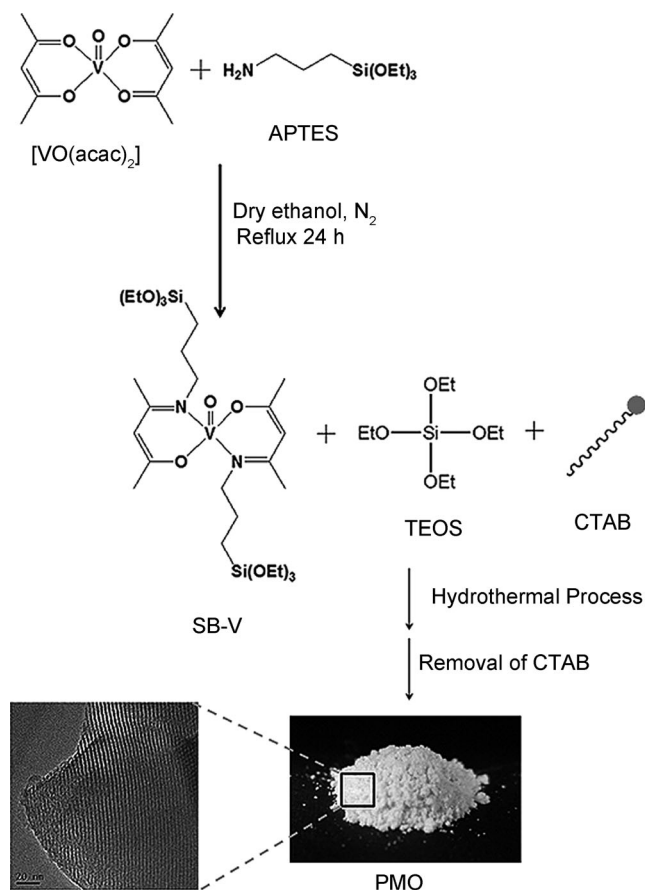 O
O
O
V
O
O
+
H₂N
Si(OEt)₃
[VO(acac)₂]
APTES
Dry ethanol, N₂
Reflux 24 h
(EtO)₃Si
N
O
O
V
O
N
Si(OEt)₃
SB-V
+
OEt
EtO
Si
OEt
OEt
TEOS
+
CTAB
Hydrothermal Process
Removal of CTAB
20 nm
PMO